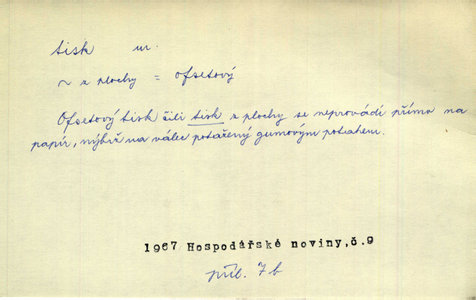 tisk m.
~ z plochy = ofsetový
Ofsetový tisk čili tisk z plochy se neprovádí přímo na
papír, nýbrž na válec potažený gumovým potahem.
1967 Hospodářské noviny,č.9
příl. 7b